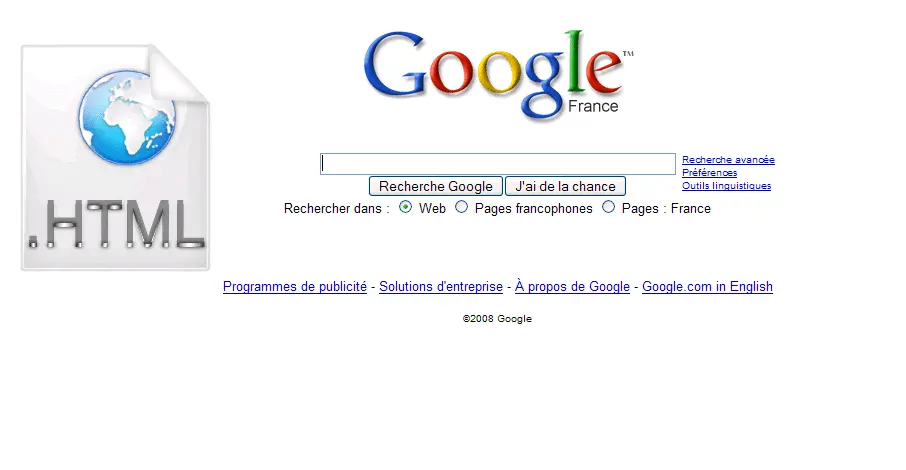 Google™
France
Recherche avancée
Préférences
Outils linguistiques
Recherche Google J'ai de la chance
Rechercher dans : Web Pages francophones Pages : France
.HTML
Programmes de publicité - Solutions d'entreprise - À propos de Google - Google.com in English
©2008 Google